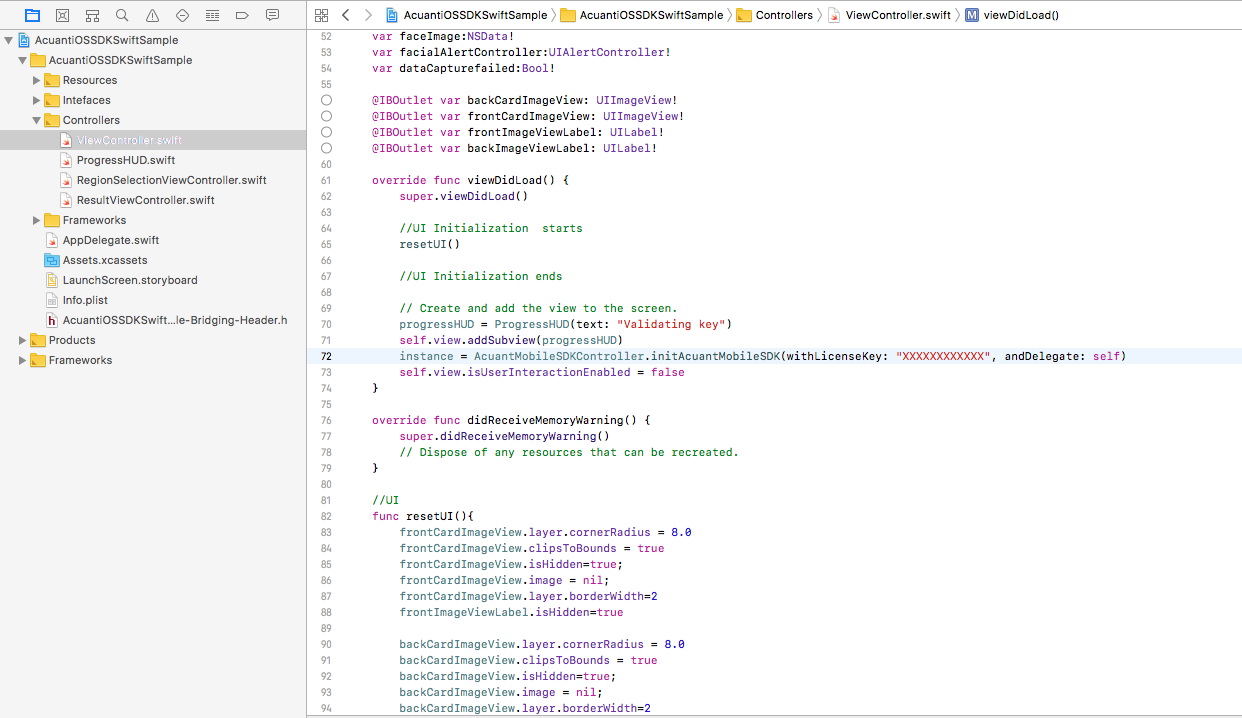 AcuantiOSSDKSwiftSample
AcuantiOSSDKSwiftSample
Controllers
ViewController.swift
M
viewDidLoad()
AcuantiOSSDKSwiftSample
AcuantiOSSDKSwiftSample
Resources
Intefaces
Controllers
ViewController.swift
ProgressHUD.swift
RegionSelectionViewController.swift
ResultViewController.swift
Frameworks
AppDelegate.swift
Assets.xcassets
LaunchScreen.storyboard
Info.plist
h AcuantiOSSDKSwift...le-Bridging-Header.h
Products
Frameworks
52 var faceImage:NSData!
53 var facialAlertController:UIAlertController!
54 var dataCapturefailed:Bool!
55
@IBOutlet var backCardImageView: UIImageView!
@IBOutlet var frontCardImageView: UIImageView!
@IBOutlet var frontImageViewLabel: UILabel!
@IBOutlet var backImageViewLabel: UILabel!
60
61 override func viewDidLoad() {
62 super.viewDidLoad()
63
64 //UI Initialization  starts
65 resetUI()
66
67 //UI Initialization ends
68
69 // Create and add the view to the screen.
70 progressHUD = ProgressHUD(text: "Validating key")
71 self.view.addSubview(progressHUD)
72 instance = AcuantMobileSDKController.initAcuantMobileSDK(withLicenseKey: "XXXXXXXXXXXX", andDelegate: self)
73 self.view.isUserInteractionEnabled = false
74 }
75
76 override func didReceiveMemoryWarning() {
77 super.didReceiveMemoryWarning()
78 // Dispose of any resources that can be recreated.
79 }
80
81 //UI
82 func resetUI(){
83 frontCardImageView.layer.cornerRadius = 8.0
84 frontCardImageView.clipsToBounds = true
85 frontCardImageView.isHidden=true;
86 frontCardImageView.image = nil;
87 frontCardImageView.layer.borderWidth=2
88 frontImageViewLabel.isHidden=true
89
90 backCardImageView.layer.cornerRadius = 8.0
91 backCardImageView.clipsToBounds = true
92 backCardImageView.isHidden=true;
93 backCardImageView.image = nil;
94 backCardImageView.layer.borderWidth=2